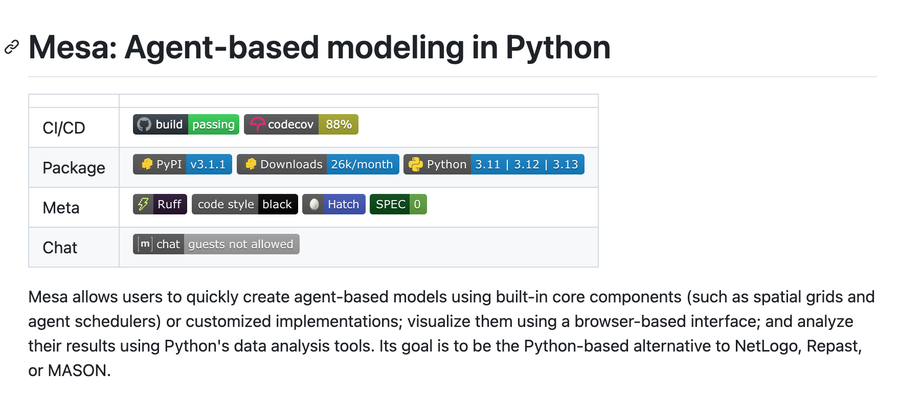 Mesa: Agent-based modeling in Python
CI/CD build passing codecov 88%
Package PyPI v3.1.1 Downloads 26k/month Python 3.11 | 3.12 | 3.13
Meta Ruff code style black Hatch SPEC 0
Chat [m] chat guests not allowed
Mesa allows users to quickly create agent-based models using built-in core components (such as spatial grids and
agent schedulers) or customized implementations; visualize them using a browser-based interface; and analyze
their results using Python's data analysis tools. Its goal is to be the Python-based alternative to NetLogo, Repast,
or MASON.